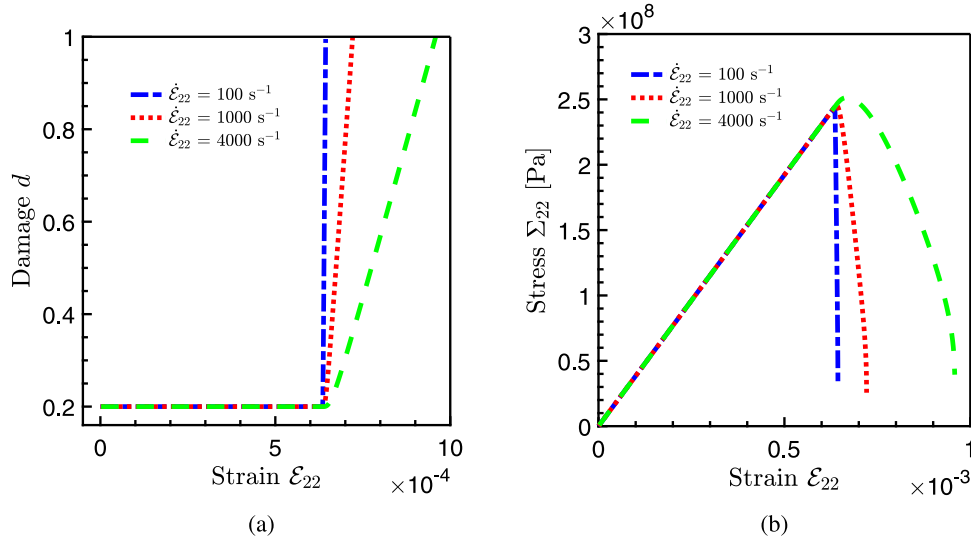 1
0.8
0.6
0.4
0.2
0
5
10
×10⁻⁴
Damage d
Strain ℰ₂₂
ℰ̇₂₂ = 100 s⁻¹
ℰ̇₂₂ = 1000 s⁻¹
ℰ̇₂₂ = 4000 s⁻¹
(a)
×10⁸
3
2.5
2
1.5
1
0.5
0
0
0.5
1
×10⁻³
Stress Σ₂₂ [Pa]
Strain ℰ₂₂
ℰ̇₂₂ = 100 s⁻¹
ℰ̇₂₂ = 1000 s⁻¹
ℰ̇₂₂ = 4000 s⁻¹
(b)